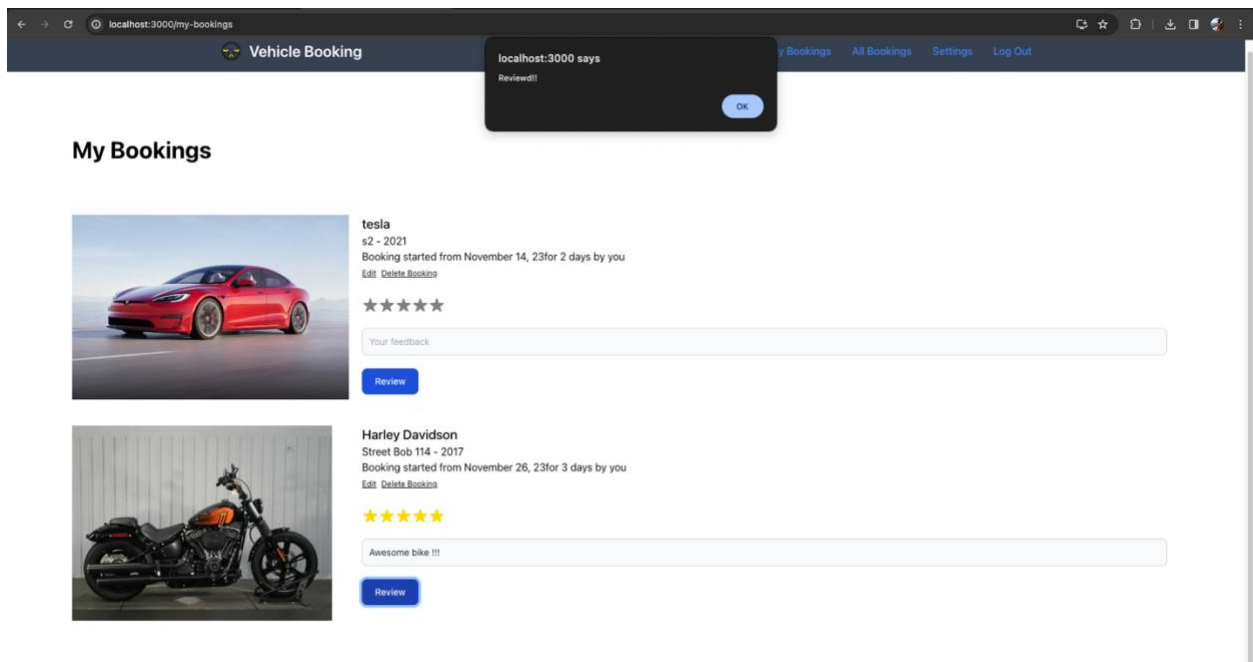 localhost:3000/my-bookings
Vehicle Booking
y Bookings All Bookings Settings Log Out
localhost:3000 says
Reviewd!!
OK
My Bookings
tesla
s2 - 2021
Booking started from November 14, 23for 2 days by you
Edit Delete Booking
Your feedback
Review
Harley Davidson
Street Bob 114 - 2017
Booking started from November 26, 23for 3 days by you
Edit Delete Booking
Awesome bike !!!
Review